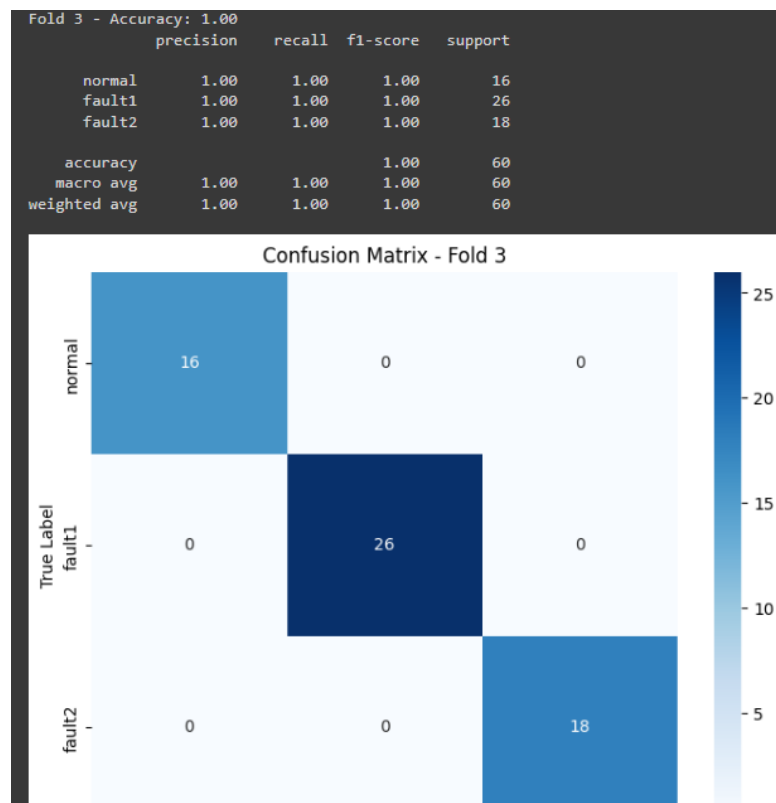 Fold 3 - Accuracy: 1.00
precision recall f1-score support
normal 1.00 1.00 1.00 16
fault1 1.00 1.00 1.00 26
fault2 1.00 1.00 1.00 18
accuracy 1.00 60
macro avg 1.00 1.00 1.00 60
weighted avg 1.00 1.00 1.00 60
Confusion Matrix - Fold 3
True Label
normal
16 0 0
fault1
0 26 0
fault2
0 0 18
25
20
15
10
5